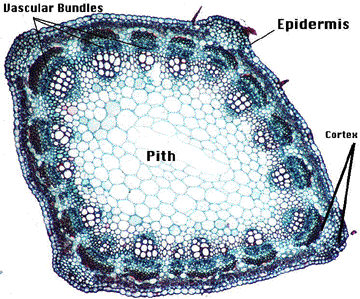 Vascular Bundles
Epidermis
Cortex
Pith